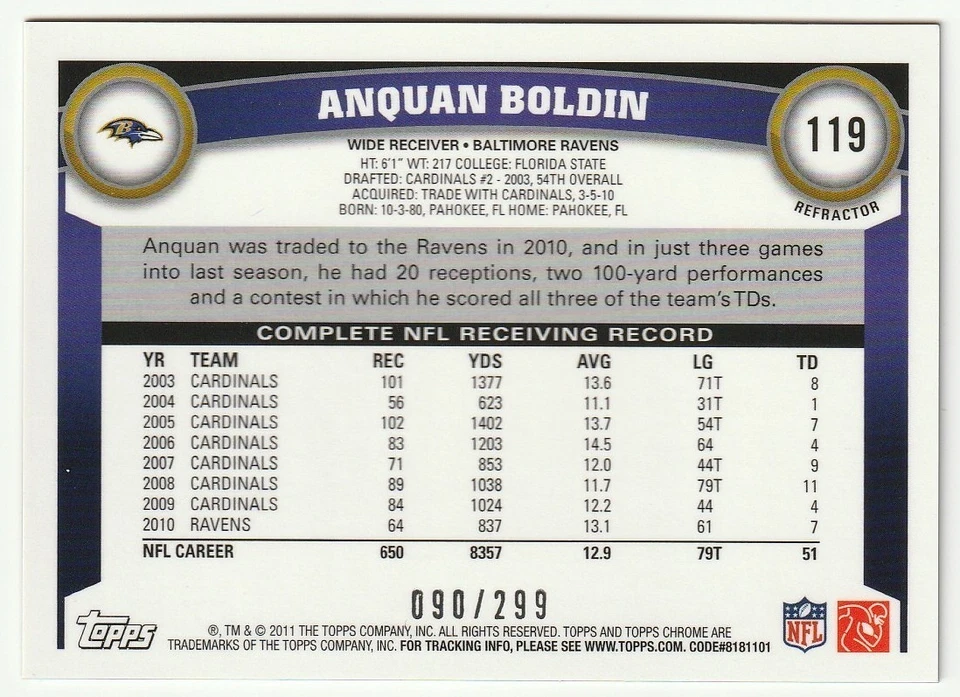 ANQUAN BOLDIN
119
REFRACTOR
WIDE RECEIVER • BALTIMORE RAVENS
HT: 6'1" WT: 217 COLLEGE: FLORIDA STATE
DRAFTED: CARDINALS #2 - 2003, 54TH OVERALL
ACQUIRED: TRADE WITH CARDINALS, 3-5-10
BORN: 10-3-80, PAHOKEE, FL HOME: PAHOKEE, FL
Anquan was traded to the Ravens in 2010, and in just three games
into last season, he had 20 receptions, two 100-yard performances
and a contest in which he scored all three of the team's TDs.
COMPLETE NFL RECEIVING RECORD
YR TEAM REC YDS AVG LG TD
2003 CARDINALS 101 1377 13.6 71T 8
2004 CARDINALS 56 623 11.1 31T 1
2005 CARDINALS 102 1402 13.7 54T 7
2006 CARDINALS 83 1203 14.5 64 4
2007 CARDINALS 71 853 12.0 44T 9
2008 CARDINALS 89 1038 11.7 79T 11
2009 CARDINALS 84 1024 12.2 44 4
2010 RAVENS 64 837 13.1 61 7
NFL CAREER 650 8357 12.9 79T 51
090/299
Topps
®, TM & © 2011 THE TOPPS COMPANY, INC. ALL RIGHTS RESERVED. TOPPS AND TOPPS CHROME ARE
TRADEMARKS OF THE TOPPS COMPANY, INC. FOR TRACKING INFO, PLEASE SEE WWW.TOPPS.COM. CODE#8181101
NFL